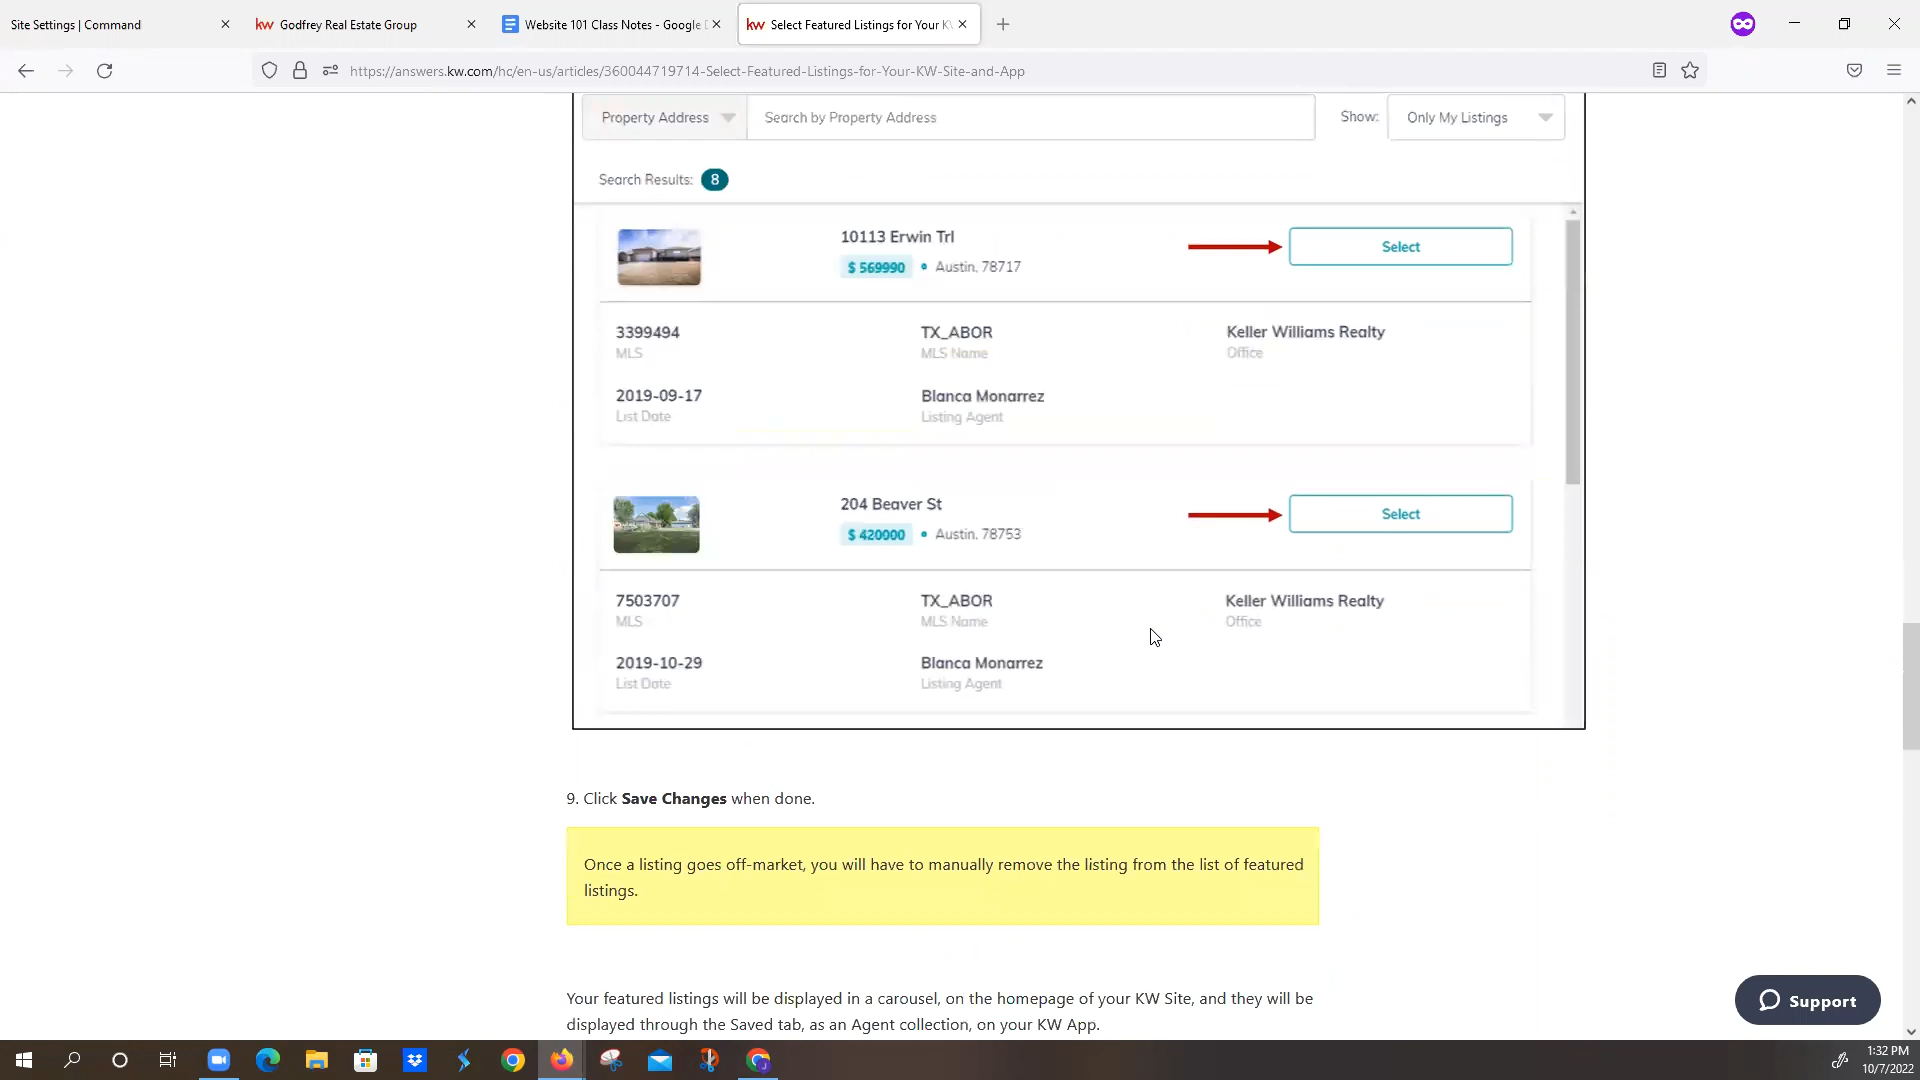 Site Settings | Command
kw Godfrey Real Estate Group
Website 101 Class Notes - Google D
kw Select Featured Listings for Your KW
https://answers.kw.com/hc/en-us/articles/360044719714-Select-Featured-Listings-for-Your-KW-Site-and-App
Property Address Search by Property Address Show: Only My Listings
Search Results: 8
10113 Erwin Trl
$ 569990 • Austin, 78717
Select
3399494 TX_ABOR Keller Williams Realty
MLS MLS Name Office
2019-09-17 Blanca Monarrez
List Date Listing Agent
204 Beaver St
$ 420000 • Austin, 78753
Select
7503707 TX_ABOR Keller Williams Realty
MLS MLS Name Office
2019-10-29 Blanca Monarrez
List Date Listing Agent
9. Click Save Changes when done.
Once a listing goes off-market, you will have to manually remove the listing from the list of featured
listings.
Your featured listings will be displayed in a carousel, on the homepage of your KW Site, and they will be
displayed through the Saved tab, as an Agent collection, on your KW App.
Support
1:32 PM
10/7/2022